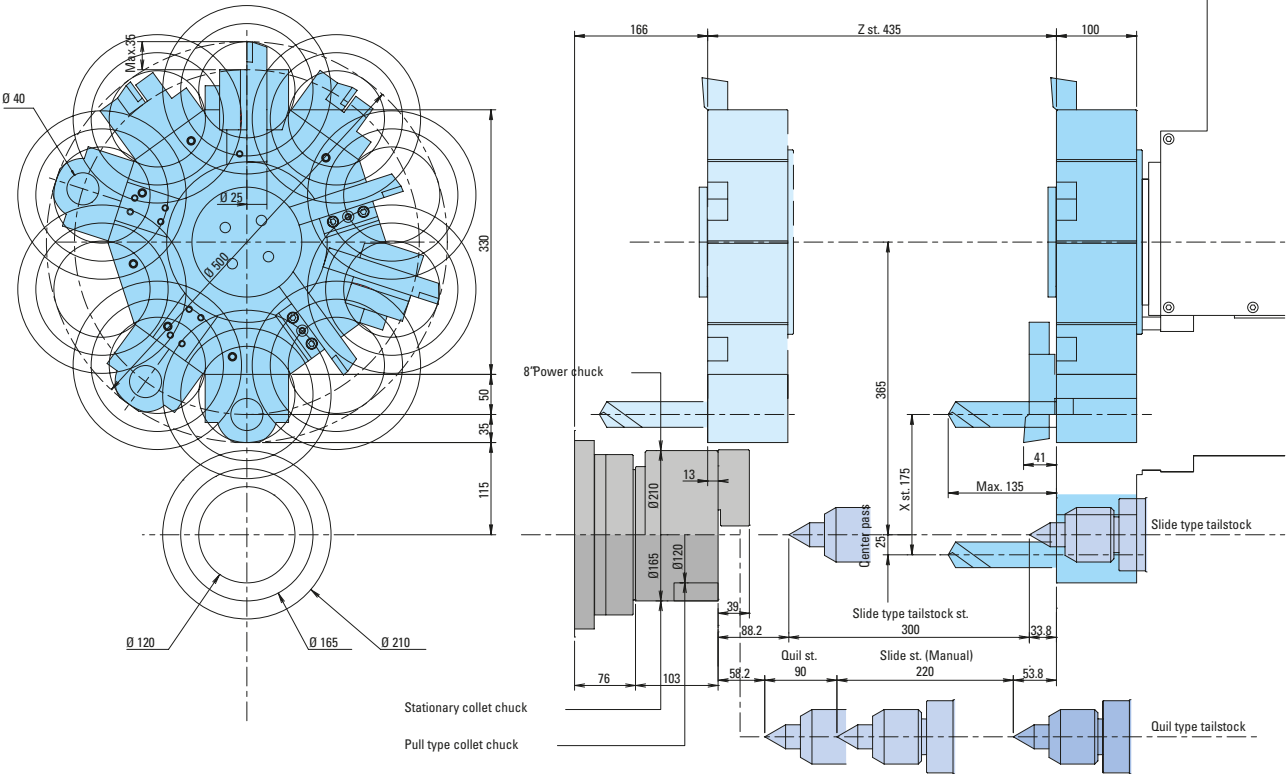 166
Z st. 435
100
Max.35
Ø 40
Ø 25
Ø 500
330
50
35
115
365
8"Power chuck
13
Ø210
Ø165
Ø120
41
Max. 135
X st. 175
Center pass
25
Slide type tailstock
39
Slide type tailstock st.
88.2
300
33.8
Ø 120
Ø 165
Ø 210
Quil st.
Slide st. (Manual)
76
103
58.2
90
220
53.8
Stationary collet chuck
Pull type collet chuck
Quil type tailstock